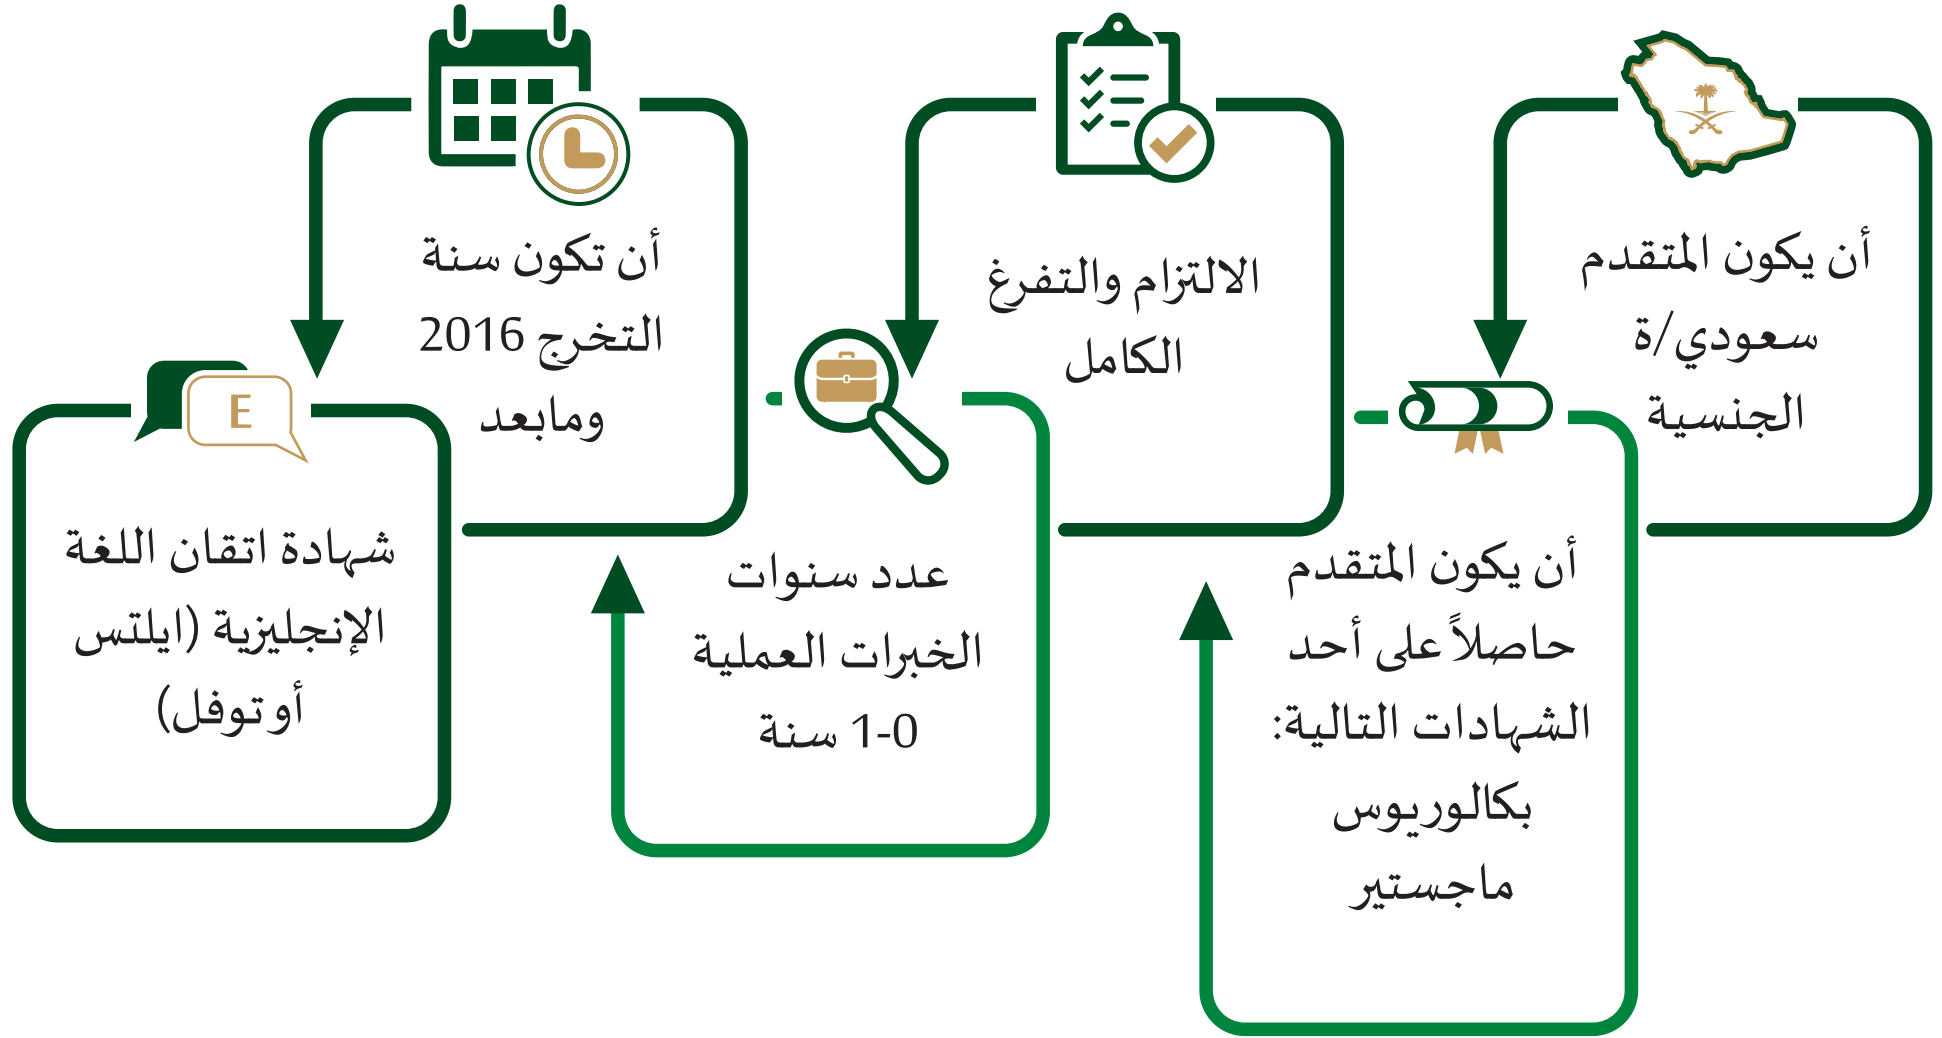 أن يكون المتقدم
سعودي/ة
الجنسية
أن يكون المتقدم
حاصلاً على أحد
الشهادات التالية:
بكالوريوس
ماجستير
الالتزام والتفرغ
الكامل
عدد سنوات
الخبرات العملية
0-1 سنة
أن تكون سنة
التخرج 2016
ومابعد
E
شهادة اتقان اللغة
الإنجليزية (ايلتس
أو توفل)